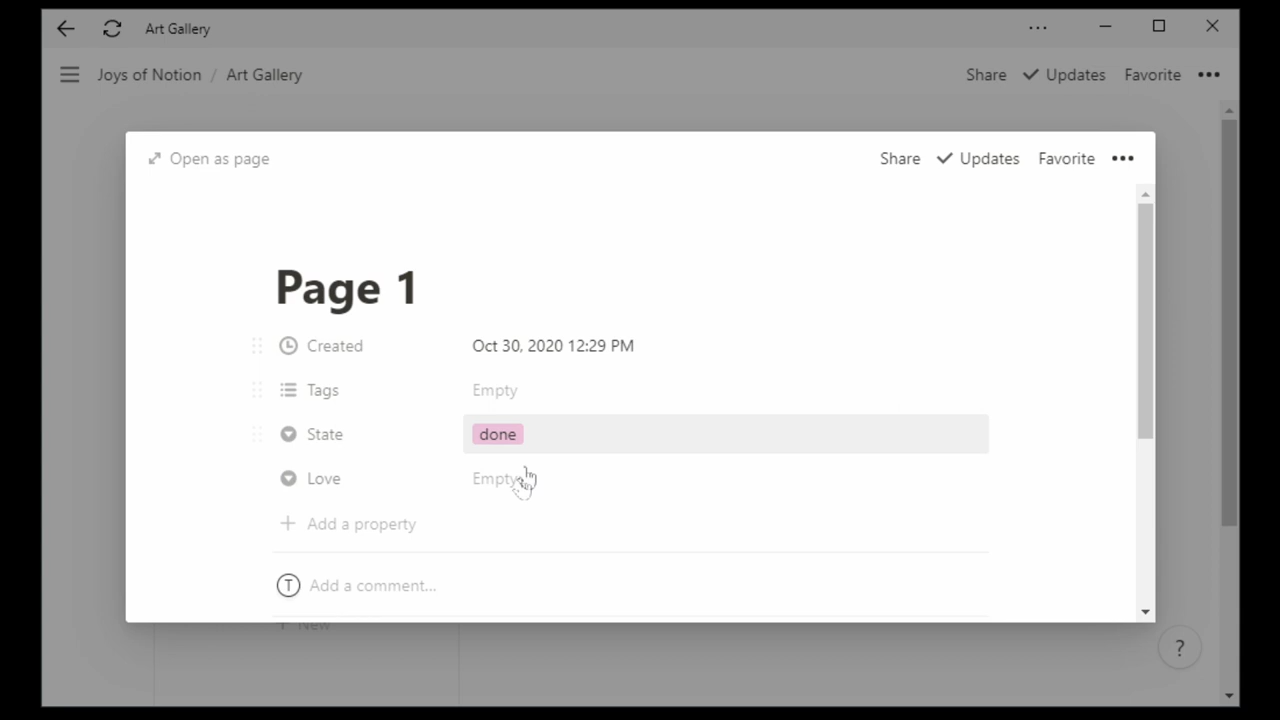 Art Gallery
Joys of Notion / Art Gallery
Share Updates Favorite
Open as page
Share Updates Favorite
Page 1
Created Oct 30, 2020 12:29 PM
Tags Empty
State done
Love Empty
+ Add a property
T Add a comment...
+ New
?